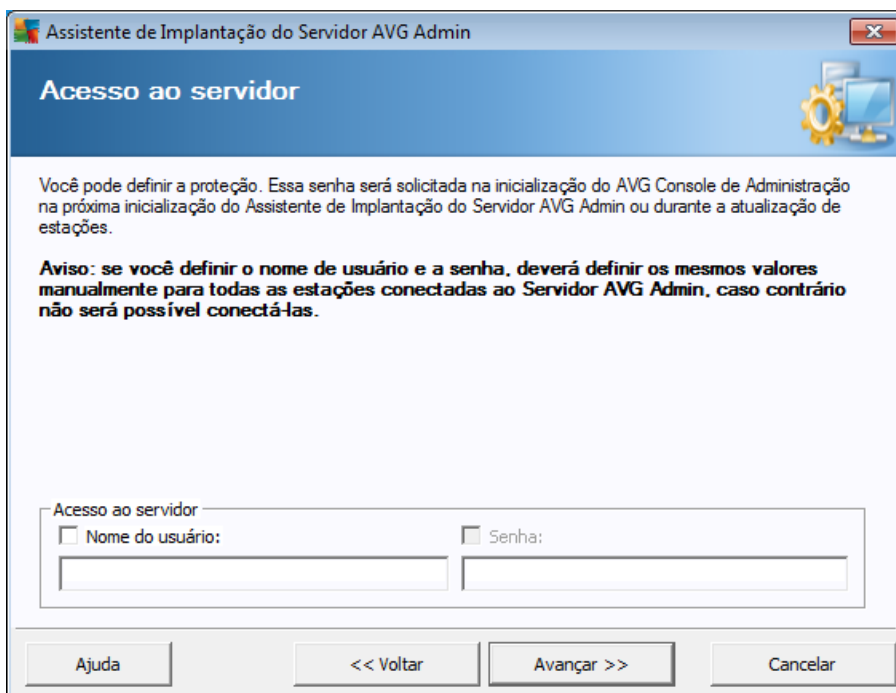 Assistente de Implantação do Servidor AVG Admin
Acesso ao servidor
Você pode definir a proteção. Essa senha será solicitada na inicialização do AVG Console de Administração
na próxima inicialização do Assistente de Implantação do Servidor AVG Admin ou durante a atualização de
estações.
Aviso: se você definir o nome de usuário e a senha, deverá definir os mesmos valores
manualmente para todas as estações conectadas ao Servidor AVG Admin, caso contrário
não será possível conectá-las.
Acesso ao servidor
Nome do usuário: Senha:
Ajuda << Voltar Avançar >> Cancelar